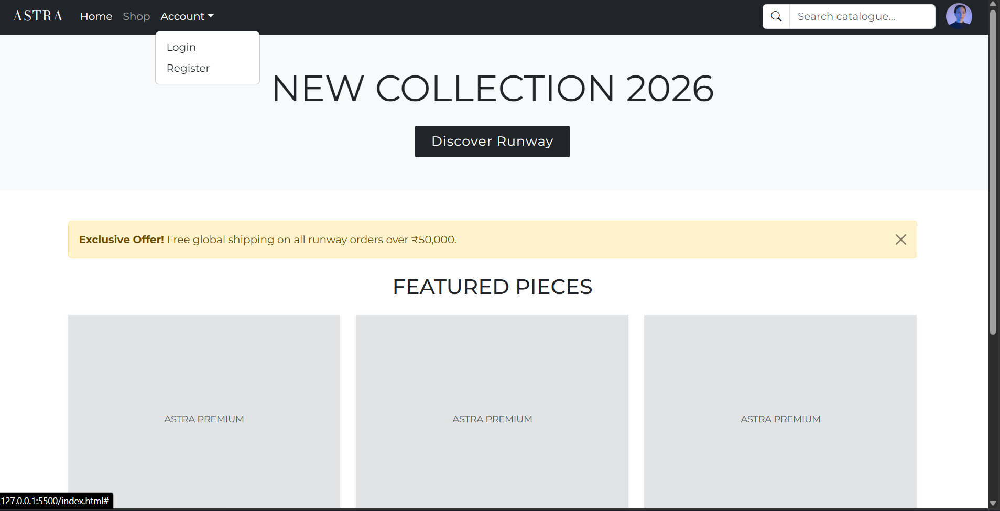 ASTRA Home Shop Account Search catalogue...
Login
Register
NEW COLLECTION 2026
Discover Runway
Exclusive Offer! Free global shipping on all runway orders over ₹50,000.
FEATURED PIECES
ASTRA PREMIUM ASTRA PREMIUM ASTRA PREMIUM
127.0.0.1:5500/index.html#